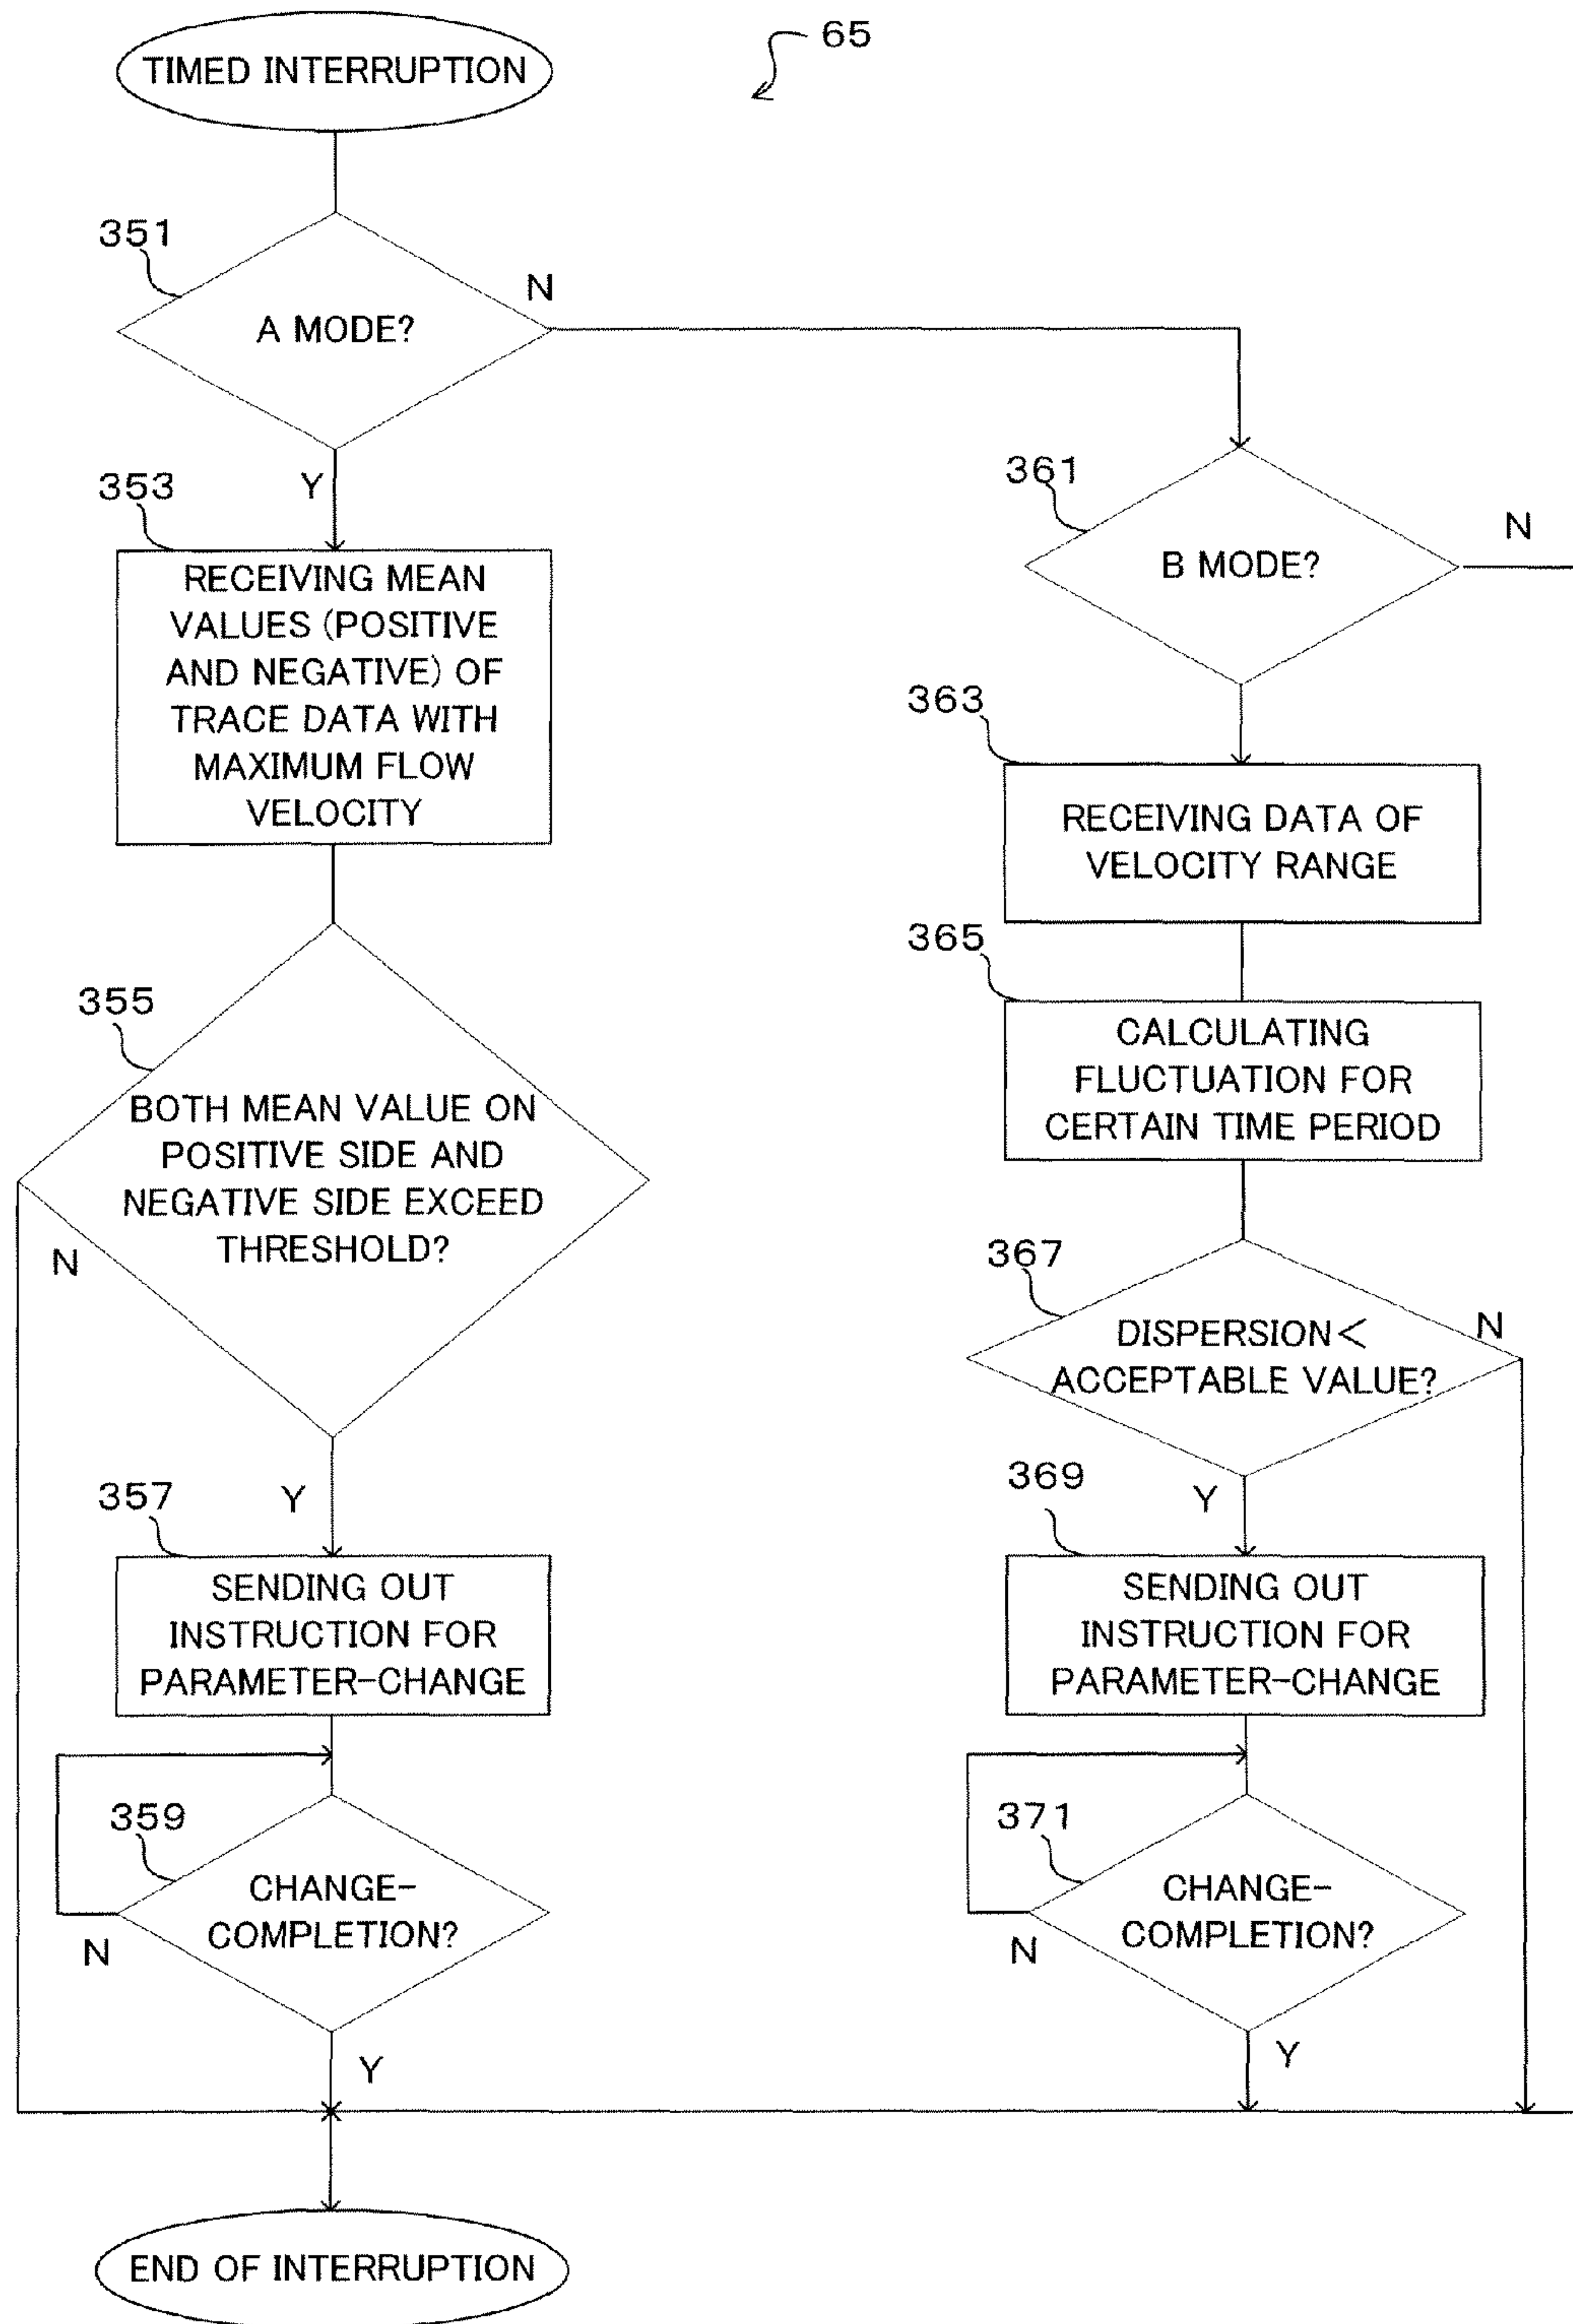 65
TIMED INTERRUPTION
351
A MODE?
N
Y
353
RECEIVING MEAN
VALUES (POSITIVE
AND NEGATIVE) OF
TRACE DATA WITH
MAXIMUM FLOW
VELOCITY
355
BOTH MEAN VALUE ON
POSITIVE SIDE AND
NEGATIVE SIDE EXCEED
THRESHOLD?
N
Y
357
SENDING OUT
INSTRUCTION FOR
PARAMETER-CHANGE
359
CHANGE-
COMPLETION?
N
Y
361
B MODE?
N
363
RECEIVING DATA OF
VELOCITY RANGE
365
CALCULATING
FLUCTUATION FOR
CERTAIN TIME PERIOD
367
DISPERSION<
ACCEPTABLE VALUE?
N
Y
369
SENDING OUT
INSTRUCTION FOR
PARAMETER-CHANGE
371
CHANGE-
COMPLETION?
N
Y
END OF INTERRUPTION